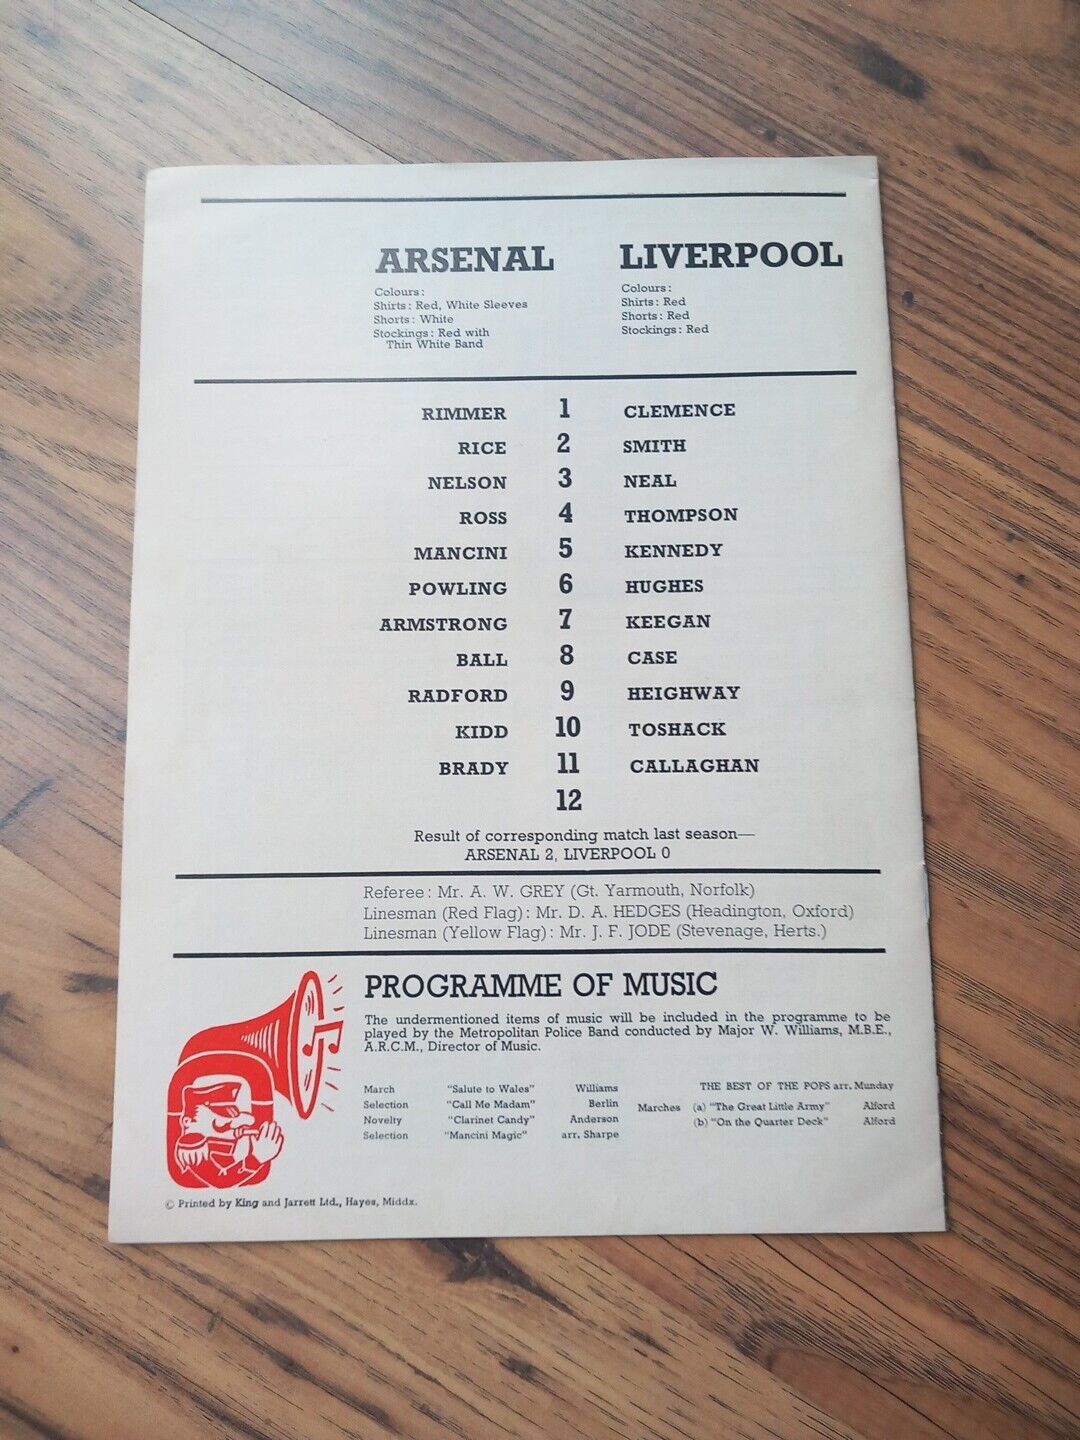 ARSENAL LIVERPOOL
Colours: Colours:
Shirts: Red, White Sleeves Shirts: Red
Shorts: White Shorts: Red
Stockings: Red with Stockings: Red
Thin White Band
RIMMER 1 CLEMENCE
RICE 2 SMITH
NELSON 3 NEAL
ROSS 4 THOMPSON
MANCINI 5 KENNEDY
POWLING 6 HUGHES
ARMSTRONG 7 KEEGAN
BALL 8 CASE
RADFORD 9 HEIGHWAY
KIDD 10 TOSHACK
BRADY 11 CALLAGHAN
12
Result of corresponding match last season—
ARSENAL 2, LIVERPOOL 0
Referee: Mr. A. W. GREY (Gt. Yarmouth, Norfolk)
Linesman (Red Flag): Mr. D. A. HEDGES (Headington, Oxford)
Linesman (Yellow Flag): Mr. J. F. JODE (Stevenage, Herts.)
PROGRAMME OF MUSIC
The undermentioned items of music will be included in the programme to be
played by the Metropolitan Police Band conducted by Major W. Williams, M.B.E.,
A.R.C.M., Director of Music.
March "Salute to Wales" Williams
Selection "Call Me Madam" Berlin
Novelty "Clarinet Candy" Anderson
Selection "Mancini Magic" arr. Sharpe
THE BEST OF THE POPS arr. Munday
Marches (a) "The Great Little Army" Alford
(b) "On the Quarter Deck" Alford
© Printed by King and Jarrett Ltd., Hayes, Middx.